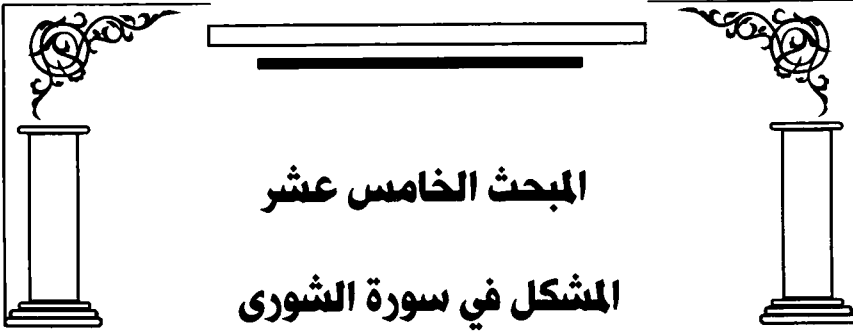 المبحث الخامس عشر
المشكل في سورة الشورى